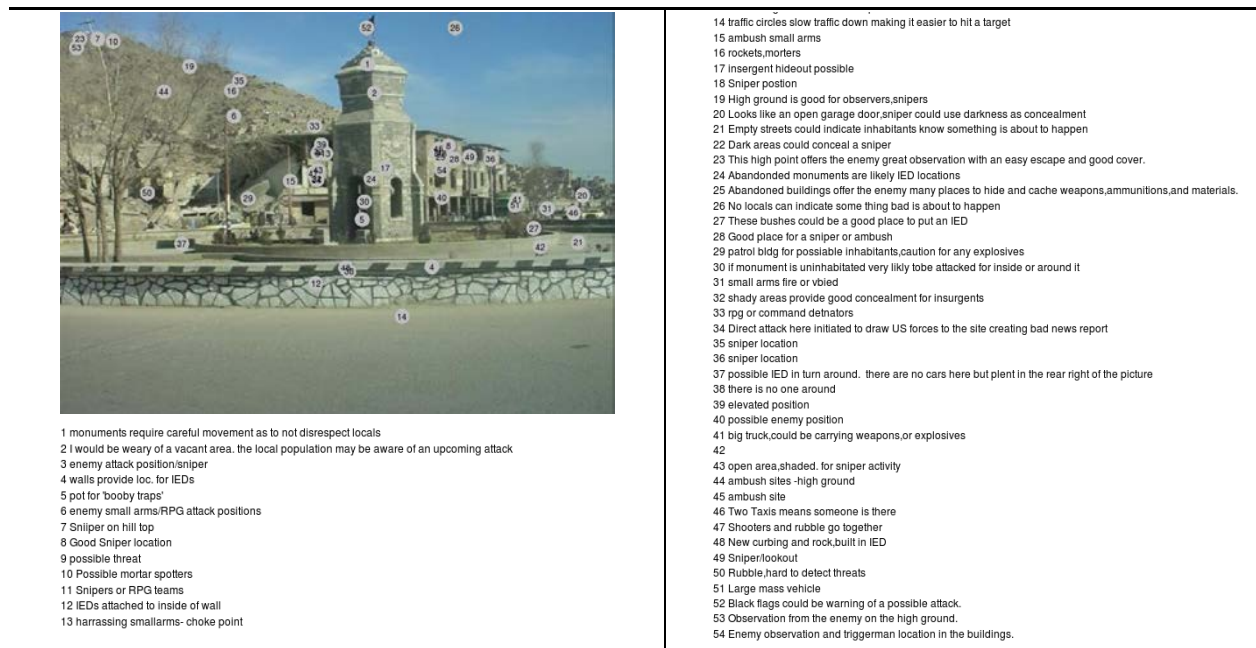 1 monuments require careful movement as to not disrespect locals
2 I would be weary of a vacant area. the local population may be aware of an upcoming attack
3 enemy attack position/sniper
4 walls provide loc. for IEDs
5 pot for 'booby traps'
6 enemy small arms/RPG attack positions
7 Sniiper on hill top
8 Good Sniper location
9 possible threat
10 Possible mortar spotters
11 Snipers or RPG teams
12 IEDs attached to inside of wall
13 harrassing smallarms- choke point
14 traffic circles slow traffic down making it easier to hit a target
15 ambush small arms
16 rockets,morters
17 insergent hideout possible
18 Sniper postion
19 High ground is good for observers,snipers
20 Looks like an open garage door,sniper could use darkness as concealment
21 Empty streets could indicate inhabitants know something is about to happen
22 Dark areas could conceal a sniper
23 This high point offers the enemy great observation with an easy escape and good cover.
24 Abandonded monuments are likely IED locations
25 Abandoned buildings offer the enemy many places to hide and cache weapons,ammunitions,and materials.
26 No locals can indicate some thing bad is about to happen
27 These bushes could be a good place to put an IED
28 Good place for a sniper or ambush
29 patrol bldg for possiable inhabitants,caution for any explosives
30 if monument is uninhabitated very likly tobe attacked for inside or around it
31 small arms fire or vbied
32 shady areas provide good concealment for insurgents
33 rpg or command detnators
34 Direct attack here initiated to draw US forces to the site creating bad news report
35 sniper location
36 sniper location
37 possible IED in turn around. there are no cars here but plent in the rear right of the picture
38 there is no one around
39 elevated position
40 possible enemy position
41 big truck,could be carrying weapons,or explosives
42
43 open area,shaded. for sniper activity
44 ambush sites -high ground
45 ambush site
46 Two Taxis means someone is there
47 Shooters and rubble go together
48 New curbing and rock,built in IED
49 Sniper/lookout
50 Rubble,hard to detect threats
51 Large mass vehicle
52 Black flags could be warning of a possible attack.
53 Observation from the enemy on the high ground.
54 Enemy observation and triggerman location in the buildings.